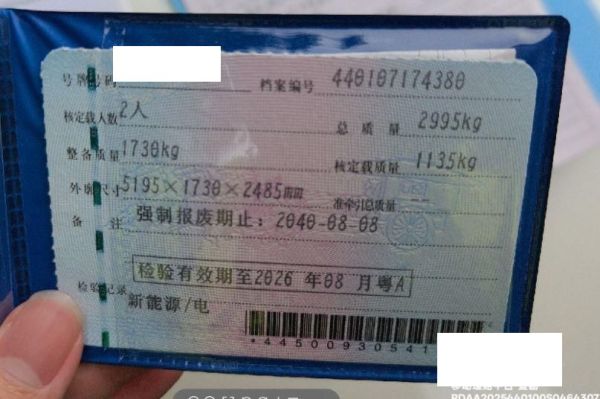 号牌号码
档案编号 440107174380
核定载人数 2人
总质量 2995kg
整备质量 1730kg
核定载质量 1135kg
外廓尺寸 5195×1730×2485mm
准牵引总质量 --
备注 强制报废期止：2040-08-08
检验有效期至2026 年08 月粤A
检验记录
新能源/电
*44500930541